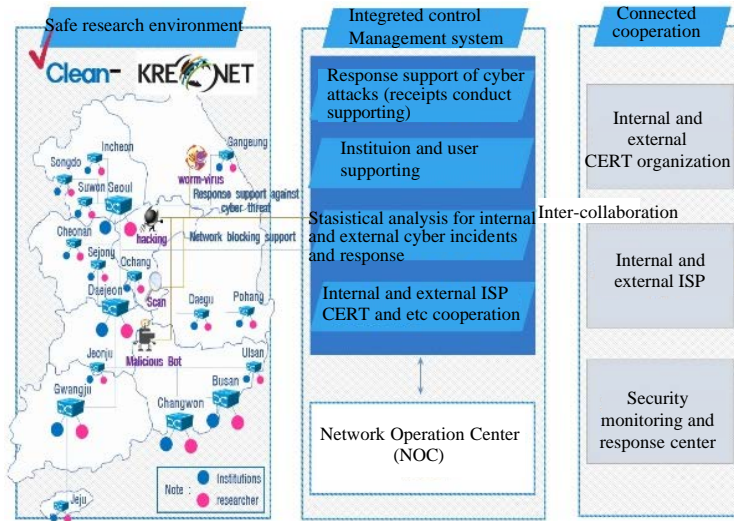 Safe research environment
Clean- KREONET
Incheon
Songdo
Suwon Seoul
Gangeung
worm-virus
Response support against
cyber threat
hacking
Network blocking support
Cheonan
Sejong
Ochang
Daejeon
Scan
Daegu
Pohang
Malicious Bot
Jeonju
Ulsan
Gwangju
Changwon
Busan
Jeju
Note :
Institutions
researcher
Integreted control
Management system
Response support of cyber
attacks (receipts conduct
supporting)
Instituion and user
supporting
Stasistical analysis for internal
and external cyber incidents
and response
Internal and external ISP
CERT and etc cooperation
Network Operation Center
(NOC)
Inter-collaboration
Connected
cooperation
Internal and
external
CERT organization
Internal and
external ISP
Security
monitoring and
response center